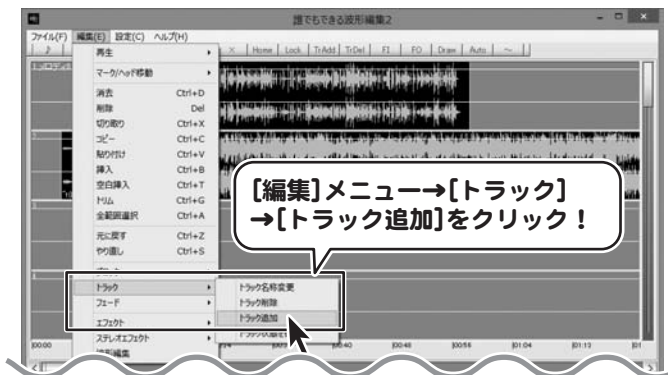 誰でもできる波形編集2
ファイル(F) 編集(E) 設定(C) ヘルプ(H)
× Home Lock TrAdd TrDel FI FO Draw Auto ～
再生
マーク/ヘッド移動
消去 Ctrl+D
削除 Del
切り取り Ctrl+X
コピー Ctrl+C
貼り付け Ctrl+V
挿入 Ctrl+B
空白挿入 Ctrl+T
トリム Ctrl+G
全範囲選択 Ctrl+A
元に戻す Ctrl+Z
やり直し Ctrl+S
[編集]メニュー→[トラック]
→[トラック追加]をクリック！
トラック
トラック名称変更
フェード
トラック削除
トラック追加
エフェクト
ステレオエフェクト
波形編集
00:00
00:40
00:56
01:04
01:13